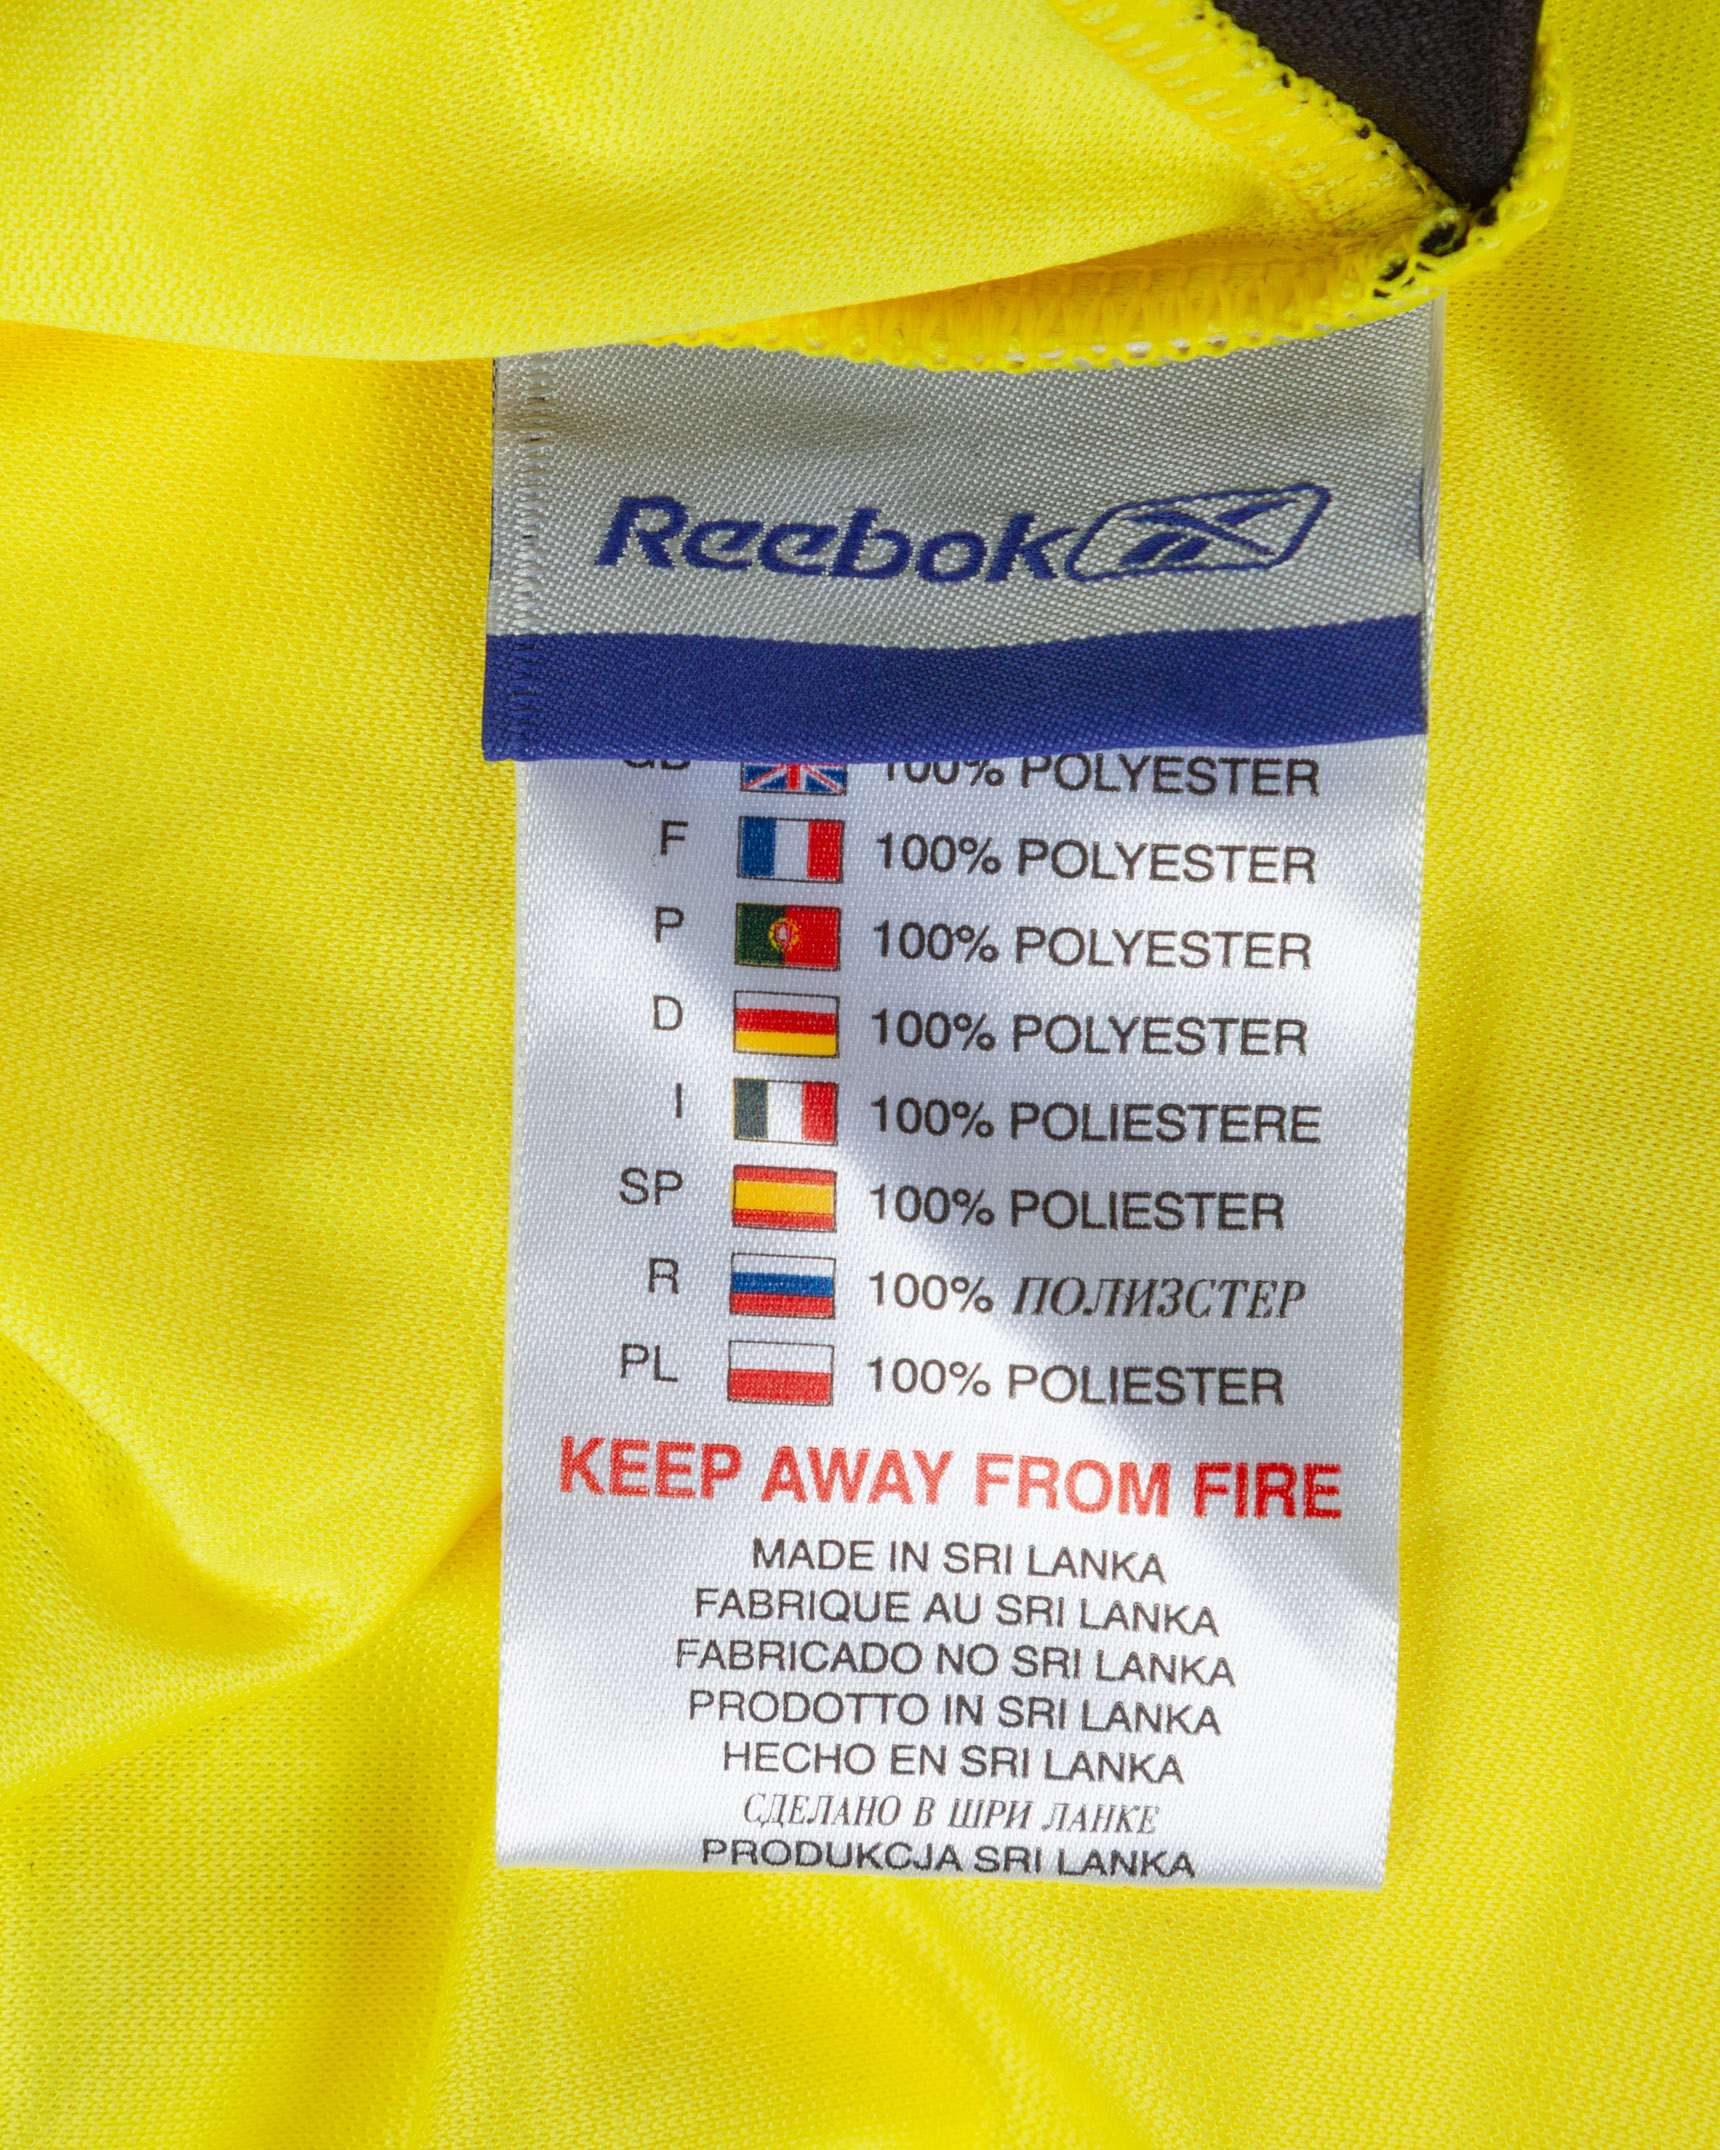 Reebok
GB 100% POLYESTER
F 100% POLYESTER
P 100% POLYESTER
D 100% POLYESTER
I 100% POLIESTERE
SP 100% POLIESTER
R 100% ПОЛИЗСТЕР
PL 100% POLIESTER
KEEP AWAY FROM FIRE
MADE IN SRI LANKA
FABRIQUE AU SRI LANKA
FABRICADO NO SRI LANKA
PRODOTTO IN SRI LANKA
HECHO EN SRI LANKA
СДЕЛАНО В ШРИ ЛАНКЕ
PRODUKCJA SRI LANKA